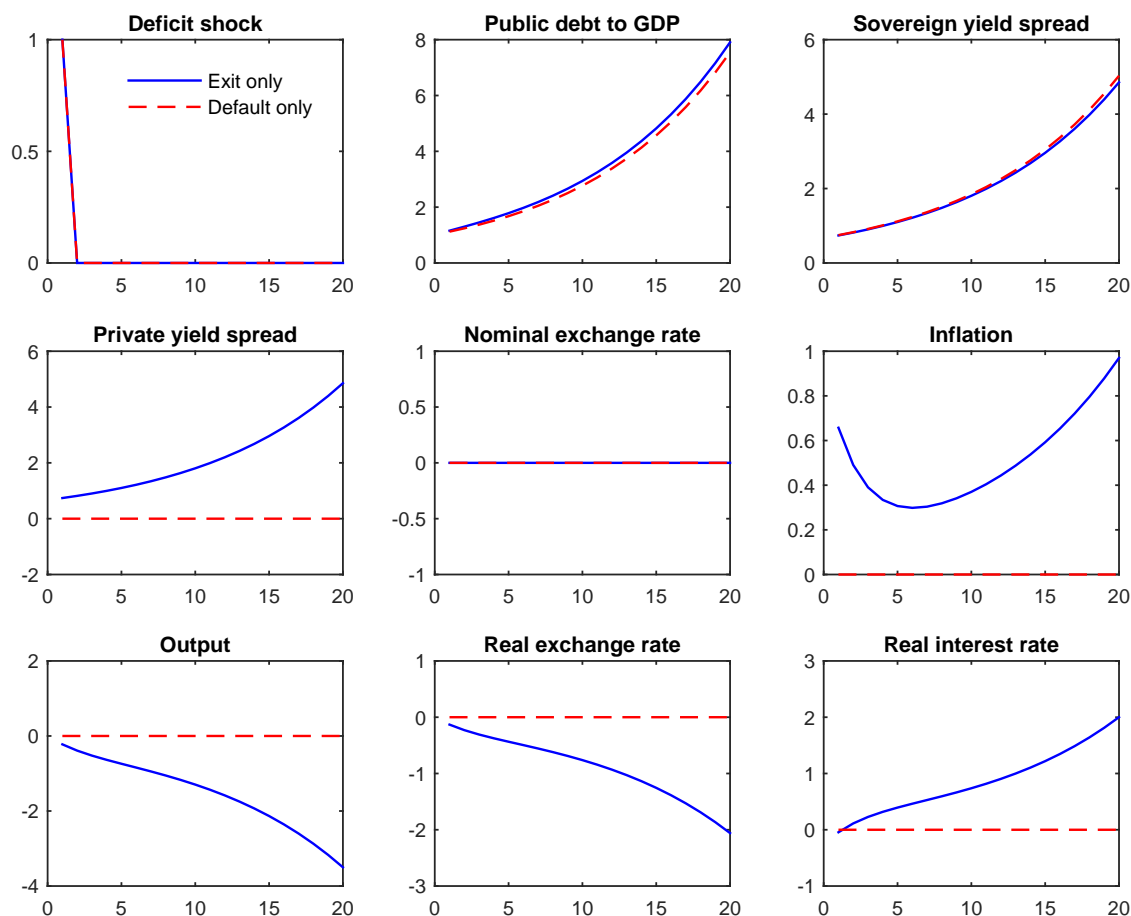 Deficit shock
1
0.5
0
0 5 10 15 20
Exit only
Default only
Public debt to GDP
8
6
4
2
0
0 5 10 15 20
Sovereign yield spread
6
4
2
0
0 5 10 15 20
Private yield spread
6
4
2
0
-2
0 5 10 15 20
Nominal exchange rate
1
0.5
0
-0.5
-1
0 5 10 15 20
Inflation
1
0.8
0.6
0.4
0.2
0
0 5 10 15 20
Output
2
0
-2
-4
0 5 10 15 20
Real exchange rate
1
0
-1
-2
-3
0 5 10 15 20
Real interest rate
3
2
1
0
-1
0 5 10 15 20